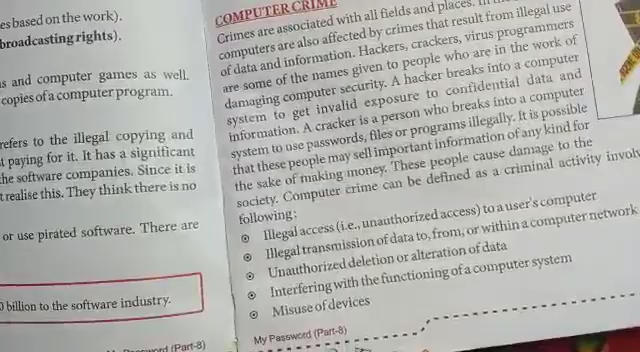 es based on the work).
broadcasting rights).
s and computer games as well.
copies of a computer program.
refers to the illegal copying and
t paying for it. It has a significant
the software companies. Since it is
t realise this. They think there is no
or use pirated software. There are
0 billion to the software industry.
My Password (Part-8)
COMPUTER CRIME
Crimes are associated with all fields and places. In
computers are also affected by crimes that result from illegal use
of data and information. Hackers, crackers, virus programmers
are some of the names given to people who are in the work of
damaging computer security. A hacker breaks into a computer
system to get invalid exposure to confidential data and
information. A cracker is a person who breaks into a computer
system to use passwords, files or programs illegally. It is possible
that these people may sell important information of any kind for
the sake of making money. These people cause damage to the
society. Computer crime can be defined as a criminal activity involv
following:
Illegal access (i.e., unauthorized access) to a user's computer
Illegal transmission of data to, from, or within a computer network
Unauthorized deletion or alteration of data
Interfering with the functioning of a computer system
Misuse of devices
My Password (Part-8)